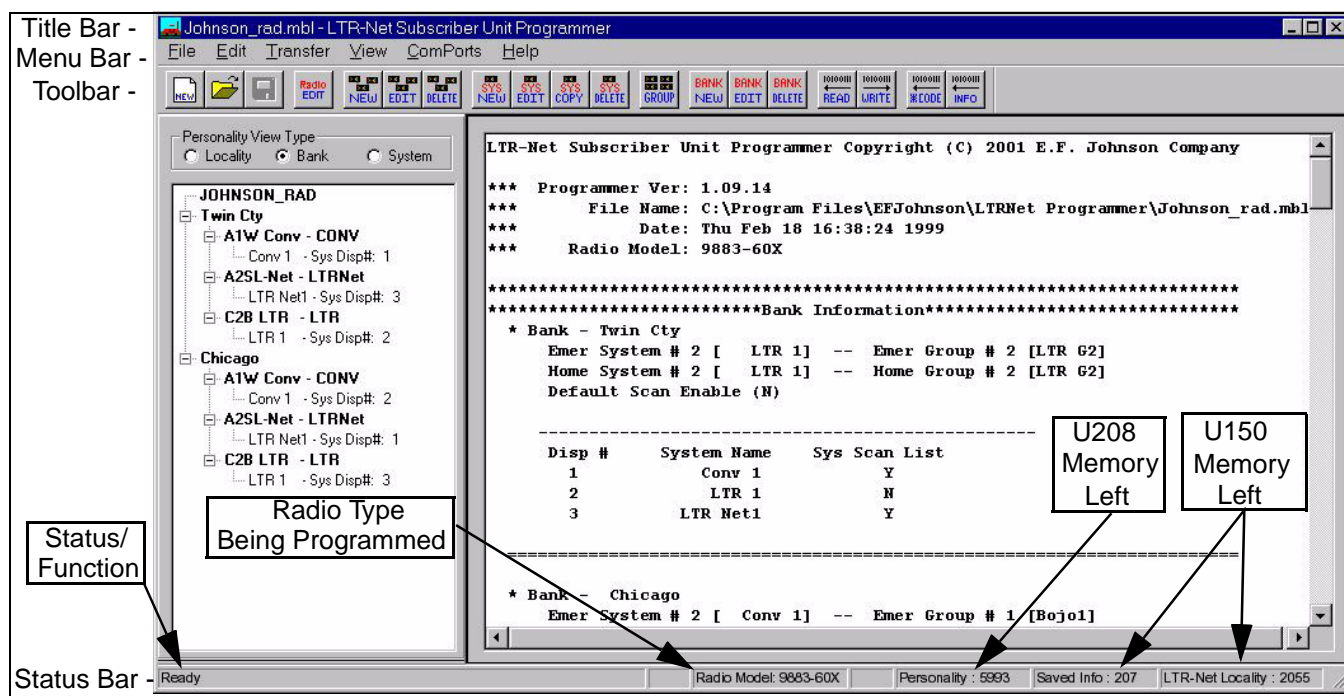 Title Bar -
Johnson_rad.mbl - LTR-Net Subscriber Unit Programmer
Menu Bar -
File Edit Transfer View ComPorts Help
Toolbar -
NEW Radio EDIT NEW EDIT DELETE SYS NEW SYS EDIT SYS COPY SYS DELETE GROUP BANK NEW BANK EDIT BANK DELETE READ WRITE ※CODE INFO
Personality View Type
Locality Bank System
JOHNSON_RAD
Twin Cty
A1W Conv - CONV
Conv 1 - Sys Disp#: 1
A2SL-Net - LTRNet
LTR Net1 - Sys Disp#: 3
C2B LTR - LTR
LTR 1 - Sys Disp#: 2
Chicago
A1W Conv - CONV
Conv 1 - Sys Disp#: 2
A2SL-Net - LTRNet
LTR Net1 - Sys Disp#: 1
C2B LTR - LTR
LTR 1 - Sys Disp#: 3
LTR-Net Subscriber Unit Programmer Copyright (C) 2001 E.F. Johnson Company
*** Programmer Ver: 1.09.14
*** File Name: C:\Program Files\EFJohnson\LTRNet Programmer\Johnson_rad.mbl
*** Date: Thu Feb 18 16:38:24 1999
*** Radio Model: 9883-60X
***************************************************************************
***************************Bank Information*******************************
* Bank - Twin Cty
Emer System # 2 [ LTR 1] -- Emer Group # 2 [LTR G2]
Home System # 2 [ LTR 1] -- Home Group # 2 [LTR G2]
Default Scan Enable (N)
--------------------------------------------------
Disp # System Name Sys Scan List
1 Conv 1 Y
2 LTR 1 N
3 LTR Net1 Y
=========================================================================
* Bank - Chicago
Emer System # 2 [ Conv 1] -- Emer Group # 1 [Bojo1]
U208
Memory
Left
U150
Memory
Left
Radio Type
Being Programmed
Status/
Function
Status Bar -
Ready Radio Model: 9883-60X Personality : 5993 Saved Info : 207 LTR-Net Locality : 2055